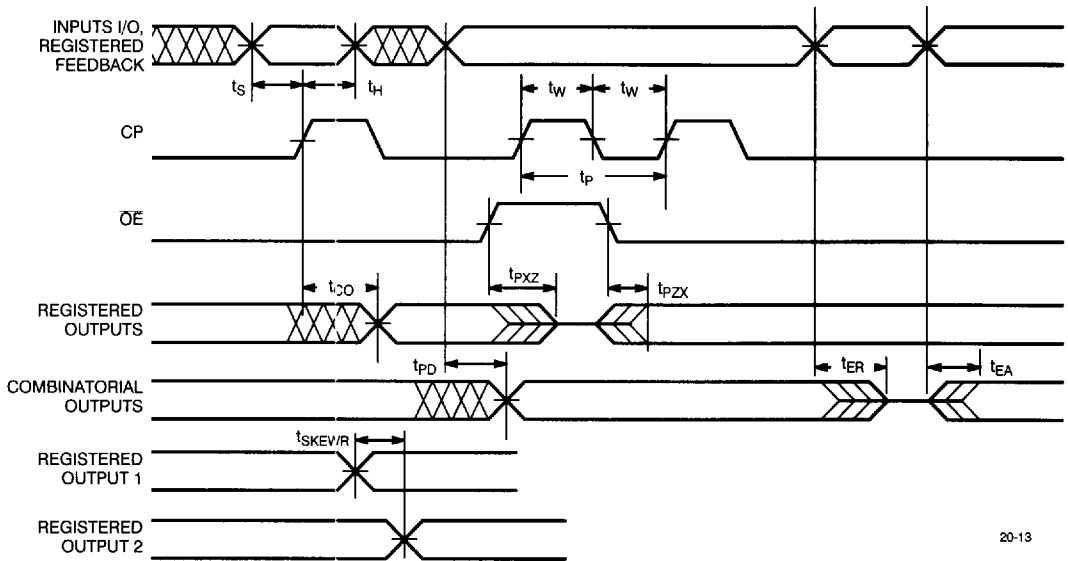 INPUTS I/O,
REGISTERED
FEEDBACK
tS
tH
tW
tW
CP
tP
OE
tCO
tPXZ
tPZX
REGISTERED
OUTPUTS
tPD
tER
tEA
COMBINATORIAL
OUTPUTS
tSKEWR
REGISTERED
OUTPUT 1
REGISTERED
OUTPUT 2
20-13